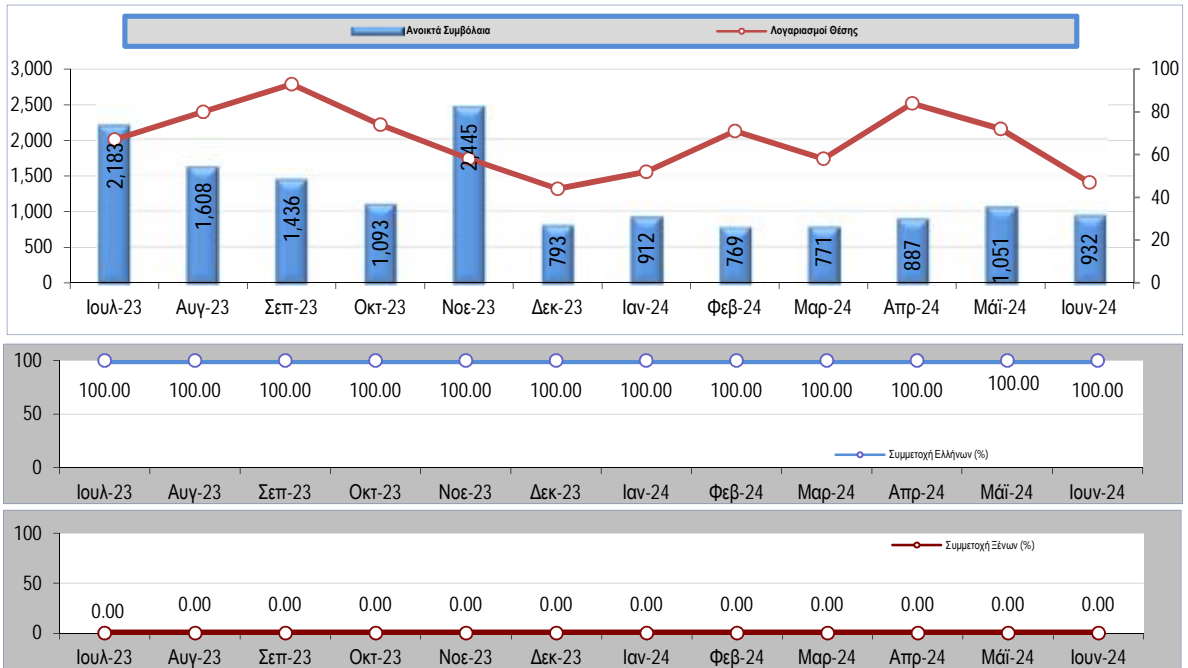 Ανοικτά Συμβόλαια Λογαριασμοί Θέσης
3,000 100
2,500 80
2,000 60
1,500 40
1,000 20
500
0 0
2,183 1,608 1,436 1,093 2,445 793 912 769 771 887 1,051 932
Ιουλ-23 Αυγ-23 Σεπ-23 Οκτ-23 Νοε-23 Δεκ-23 Ιαν-24 Φεβ-24 Μαρ-24 Απρ-24 Μάϊ-24 Ιουν-24
100
100.00 100.00 100.00 100.00 100.00 100.00 100.00 100.00 100.00 100.00 100.00 100.00
50
Συμμετοχή Ελλήνων (%)
0
Ιουλ-23 Αυγ-23 Σεπ-23 Οκτ-23 Νοε-23 Δεκ-23 Ιαν-24 Φεβ-24 Μαρ-24 Απρ-24 Μάϊ-24 Ιουν-24
100
Συμμετοχή Ξένων (%)
50
0.00 0.00 0.00 0.00 0.00 0.00 0.00 0.00 0.00 0.00 0.00 0.00
0
Ιουλ-23 Αυγ-23 Σεπ-23 Οκτ-23 Νοε-23 Δεκ-23 Ιαν-24 Φεβ-24 Μαρ-24 Απρ-24 Μάϊ-24 Ιουν-24